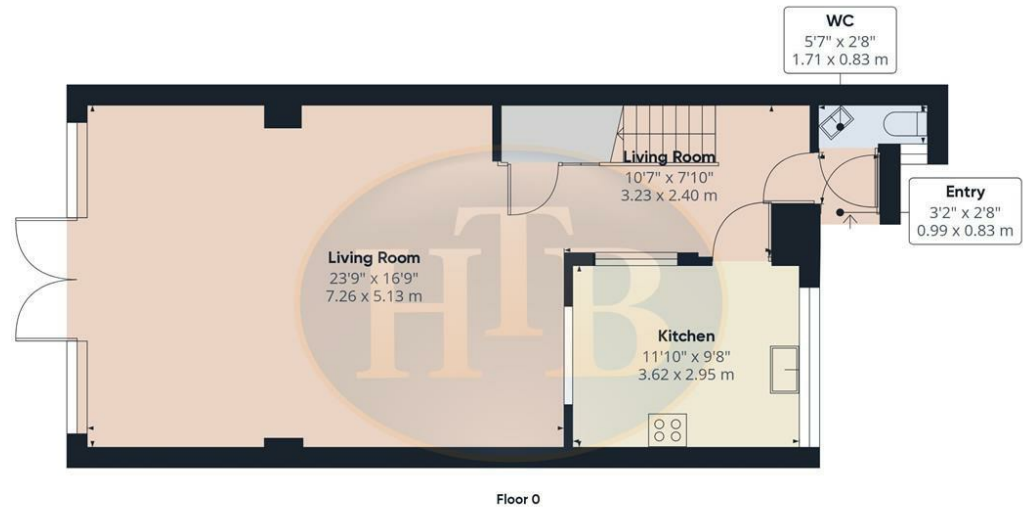 WC
5'7" x 2'8"
1.71 x 0.83 m
Living Room
10'7" x 7'10"
3.23 x 2.40 m
Entry
3'2" x 2'8"
0.99 x 0.83 m
Living Room
23'9" x 16'9"
7.26 x 5.13 m
HTB
Kitchen
11'10" x 9'8"
3.62 x 2.95 m
Floor 0